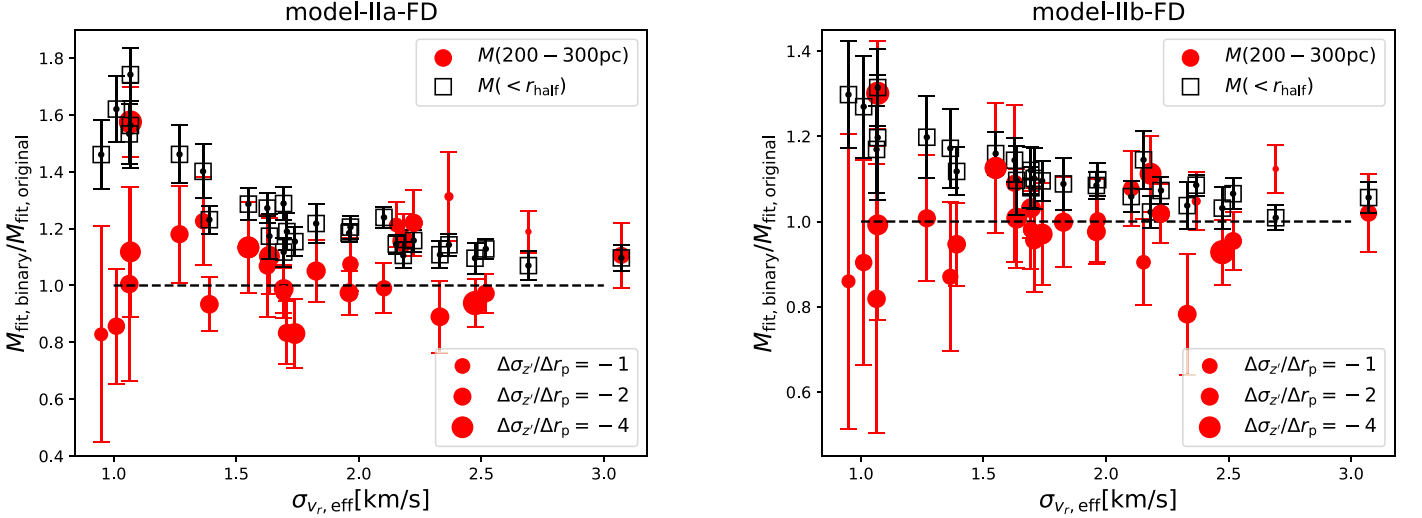 model-IIa-FD
M_fit, binary/M_fit, original
1.8
1.6
1.4
1.2
1.0
0.8
0.6
0.4
M(200 − 300pc)
M(< r_half)
Δσ_z′/Δr_p = − 1
Δσ_z′/Δr_p = − 2
Δσ_z′/Δr_p = − 4
1.0 1.5 2.0 2.5 3.0
σ_v_r, eff[km/s]
model-IIb-FD
M_fit, binary/M_fit, original
1.4
1.2
1.0
0.8
0.6
M(200 − 300pc)
M(< r_half)
Δσ_z′/Δr_p = − 1
Δσ_z′/Δr_p = − 2
Δσ_z′/Δr_p = − 4
1.0 1.5 2.0 2.5 3.0
σ_v_r, eff[km/s]